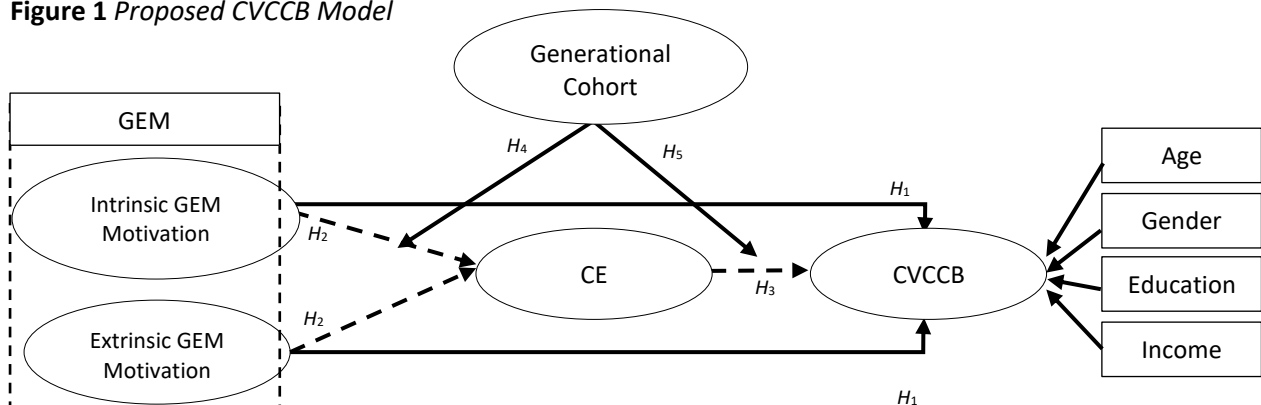 Figure 1 Proposed CVCCB Model
Generational
Cohort
GEM
H4
H5
Age
Intrinsic GEM
Motivation
H1
H2
Gender
CE
CVCCB
H3
Education
H2
Extrinsic GEM
Motivation
Income
H1